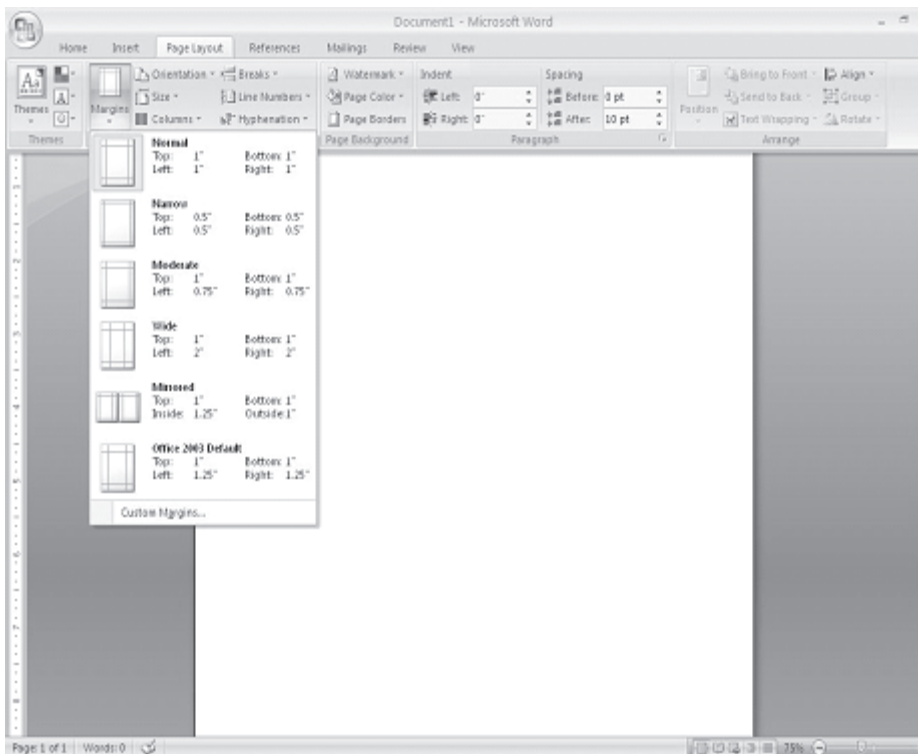 Document1 - Microsoft Word
Home Insert Page Layout References Mailings Review View
Themes
Margins
Orientation
Size
Columns
Breaks
Line Numbers
Hyphenation
Watermark
Page Color
Page Borders
Indent
Left: 0"
Right: 0"
Spacing
Before: 0 pt
After: 10 pt
Position
Bring to Front
Send to Back
Text Wrapping
Align
Group
Rotate
Themes
Page Background
Paragraph
Arrange
Normal
Top: 1" Bottom: 1"
Left: 1" Right: 1"
Narrow
Top: 0.5" Bottom: 0.5"
Left: 0.5" Right: 0.5"
Moderate
Top: 1" Bottom: 1"
Left: 0.75" Right: 0.75"
Wide
Top: 1" Bottom: 1"
Left: 2" Right: 2"
Mirrored
Top: 1" Bottom: 1"
Inside: 1.25" Outside: 1"
Office 2003 Default
Top: 1" Bottom: 1"
Left: 1.25" Right: 1.25"
Custom Margins...
Page: 1 of 1 Words: 0 75%